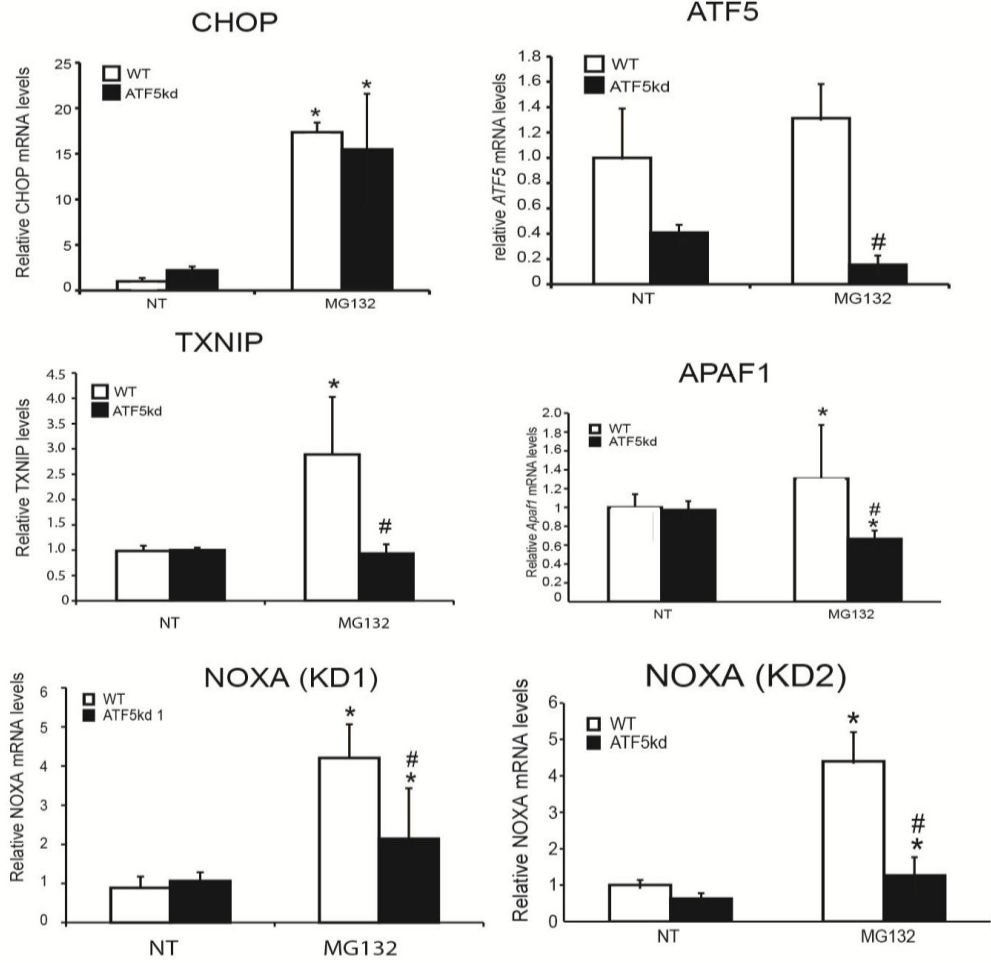 CHOP
Relative CHOP mRNA levels
25
20
15
10
5
0
WT
ATF5kd
*
*
NT
MG132
ATF5
relative ATF5 mRNA levels
1.8
1.6
1.4
1.2
1.0
0.8
0.6
0.4
0.2
0
WT
ATF5kd
#
NT
MG132
TXNIP
Relative TXNIP levels
4.5
4.0
3.5
3.0
2.5
2.0
1.5
1.0
0.5
0
WT
ATF5kd
*
#
NT
MG132
APAF1
Relative Apaf1 mRNA levels
2.0
1.8
1.6
1.4
1.2
1
0.8
0.6
0.4
0.2
0
WT
ATF5kd
*
#
*
NT
MG132
NOXA (KD1)
Relative NOXA mRNA levels
6
5
4
3
2
1
0
WT
ATF5kd 1
*
#
*
NT
MG132
NOXA (KD2)
Relative NOXA mRNA levels
6
5
4
3
2
1
0
WT
ATF5kd
*
#
*
NT
MG132